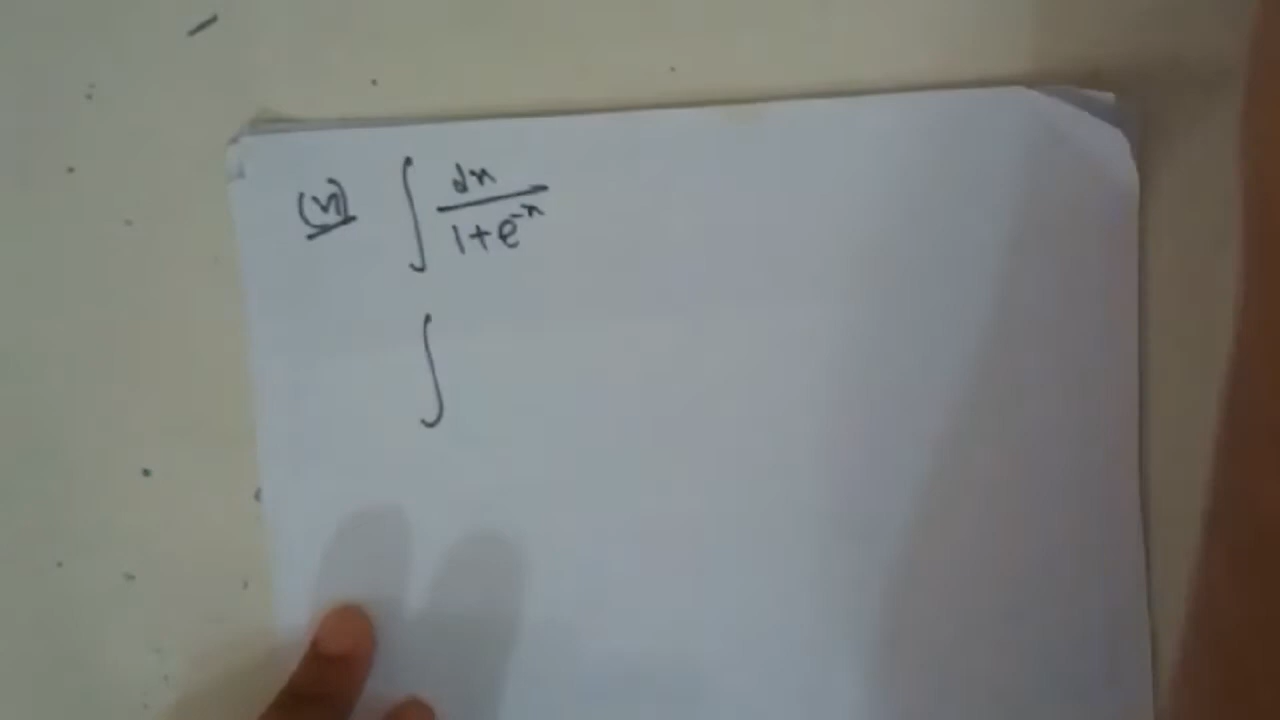 (vi) ∫ dx / 1+e^-x
∫